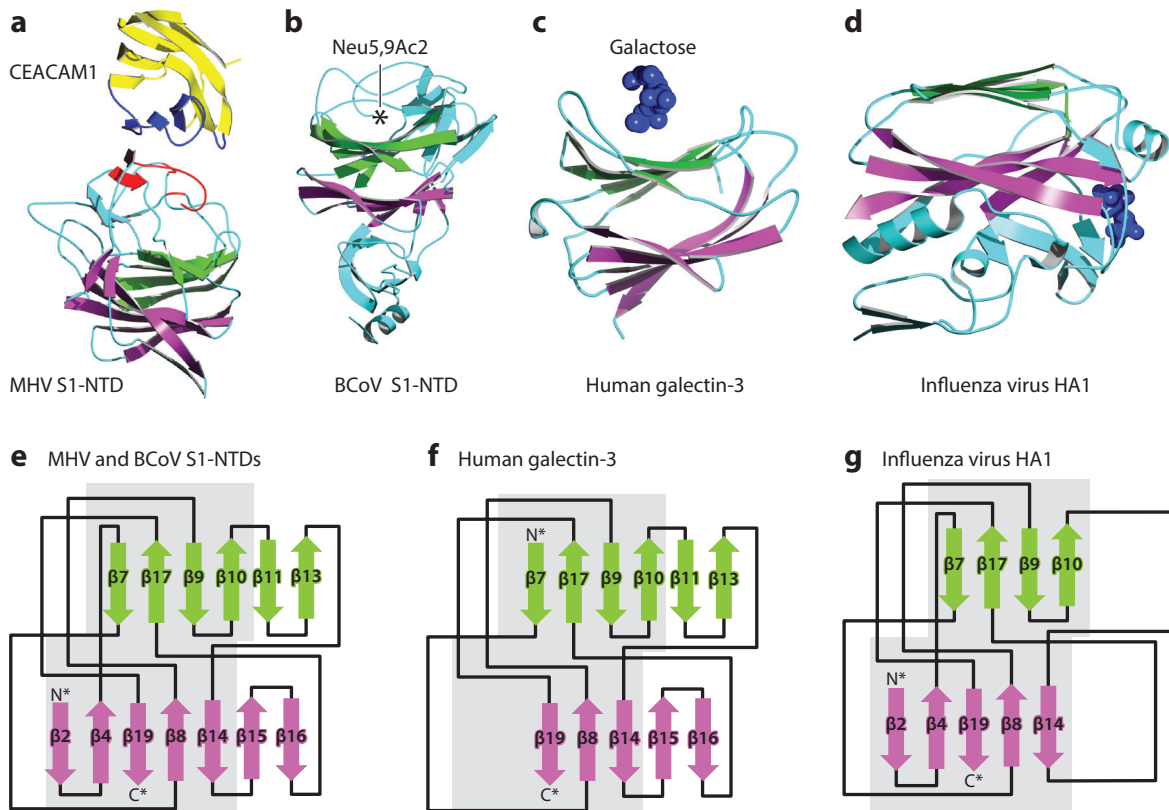 a
CEACAM1
MHV S1-NTD
b
Neu5,9Ac2
*
BCoV S1-NTD
c
Galactose
Human galectin-3
d
Influenza virus HA1
e MHV and BCoV S1-NTDs
β7 β17 β9 β10 β11 β13
N*
β2 β4 β19 β8 β14 β15 β16
C*
f Human galectin-3
N*
β7 β17 β9 β10 β11 β13
β19 β8 β14 β15 β16
C*
g Influenza virus HA1
β7 β17 β9 β10
N*
β2 β4 β19 β8 β14
C*